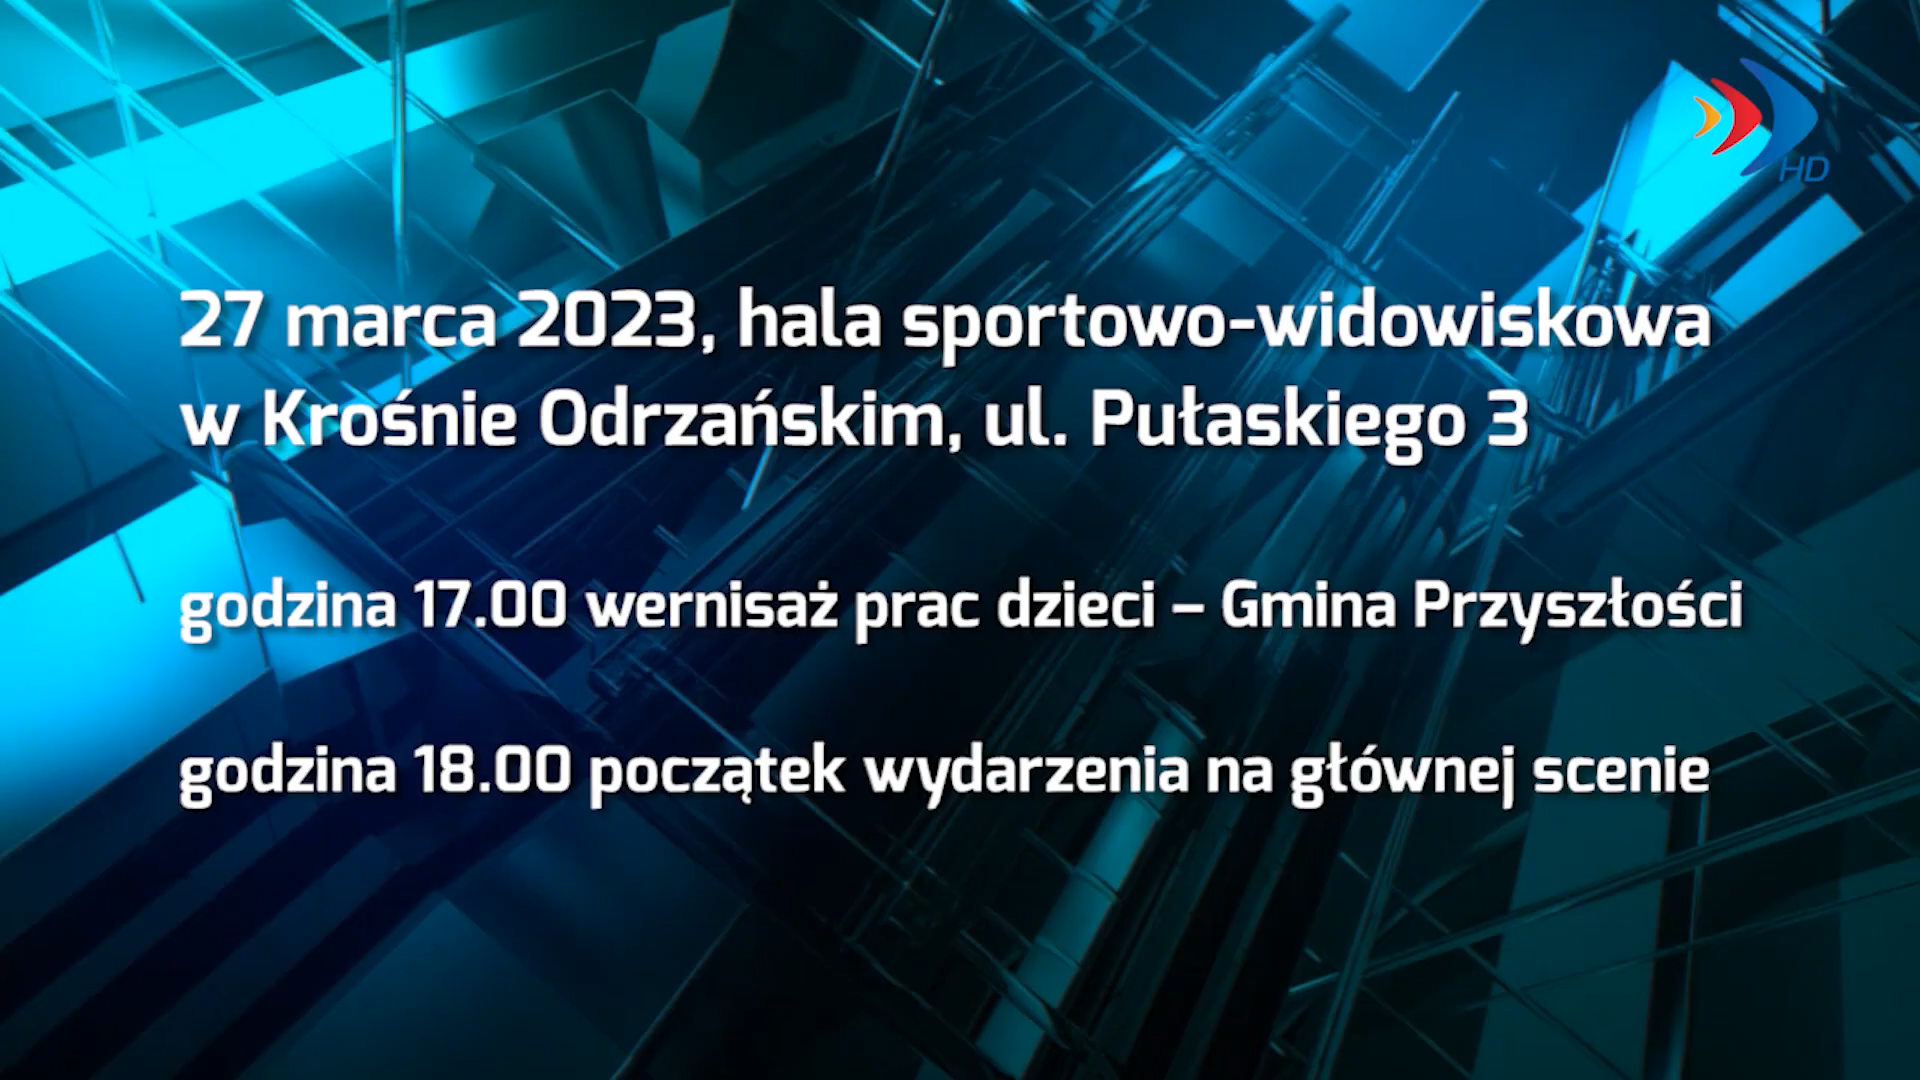 HD
27 marca 2023, hala sportowo-widowiskowa
w Krośnie Odrzańskim, ul. Pułaskiego 3
godzina 17.00 wernisaż prac dzieci – Gmina Przyszłości
godzina 18.00 początek wydarzenia na głównej scenie